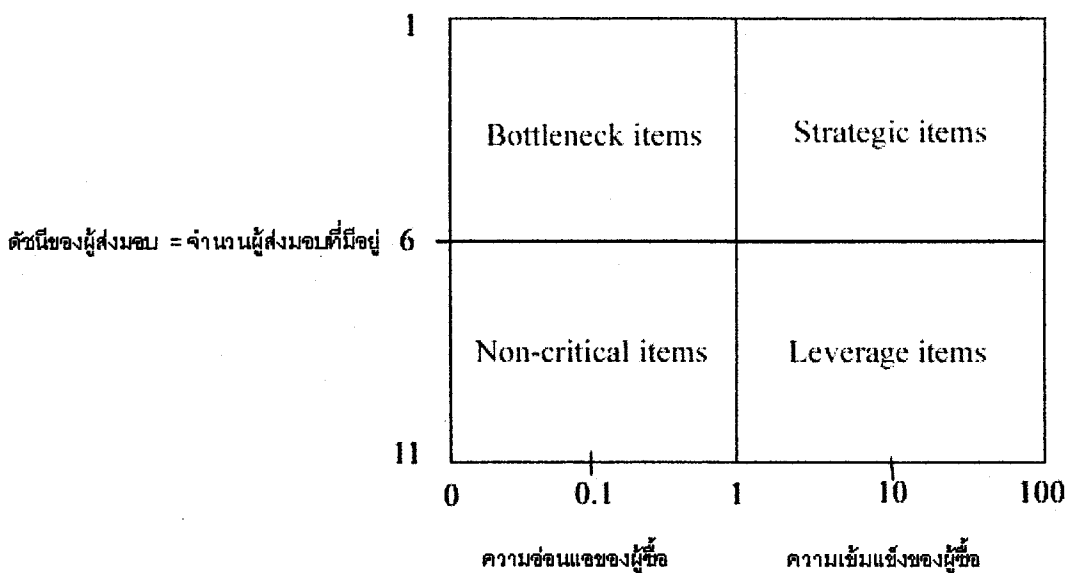 1
Bottleneck items
Strategic items
ดัชนีของผู้ส่งมอบ = จำนวนผู้ส่งมอบที่มีอยู่ 6
Non-critical items
Leverage items
11
0 0.1 1 10 100
ความอ่อนแอของผู้ซื้อ ความเข้มแข็งของผู้ซื้อ